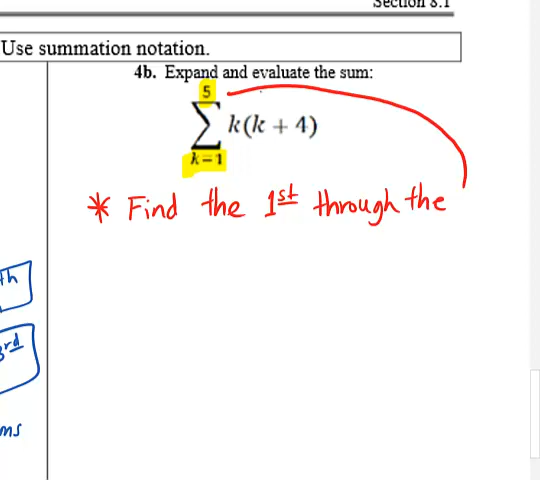 Section 8.1
Use summation notation.
4b. Expand and evaluate the sum:
5
∑ k(k + 4)
k=1
* Find the 1st through the
th
3rd
ms